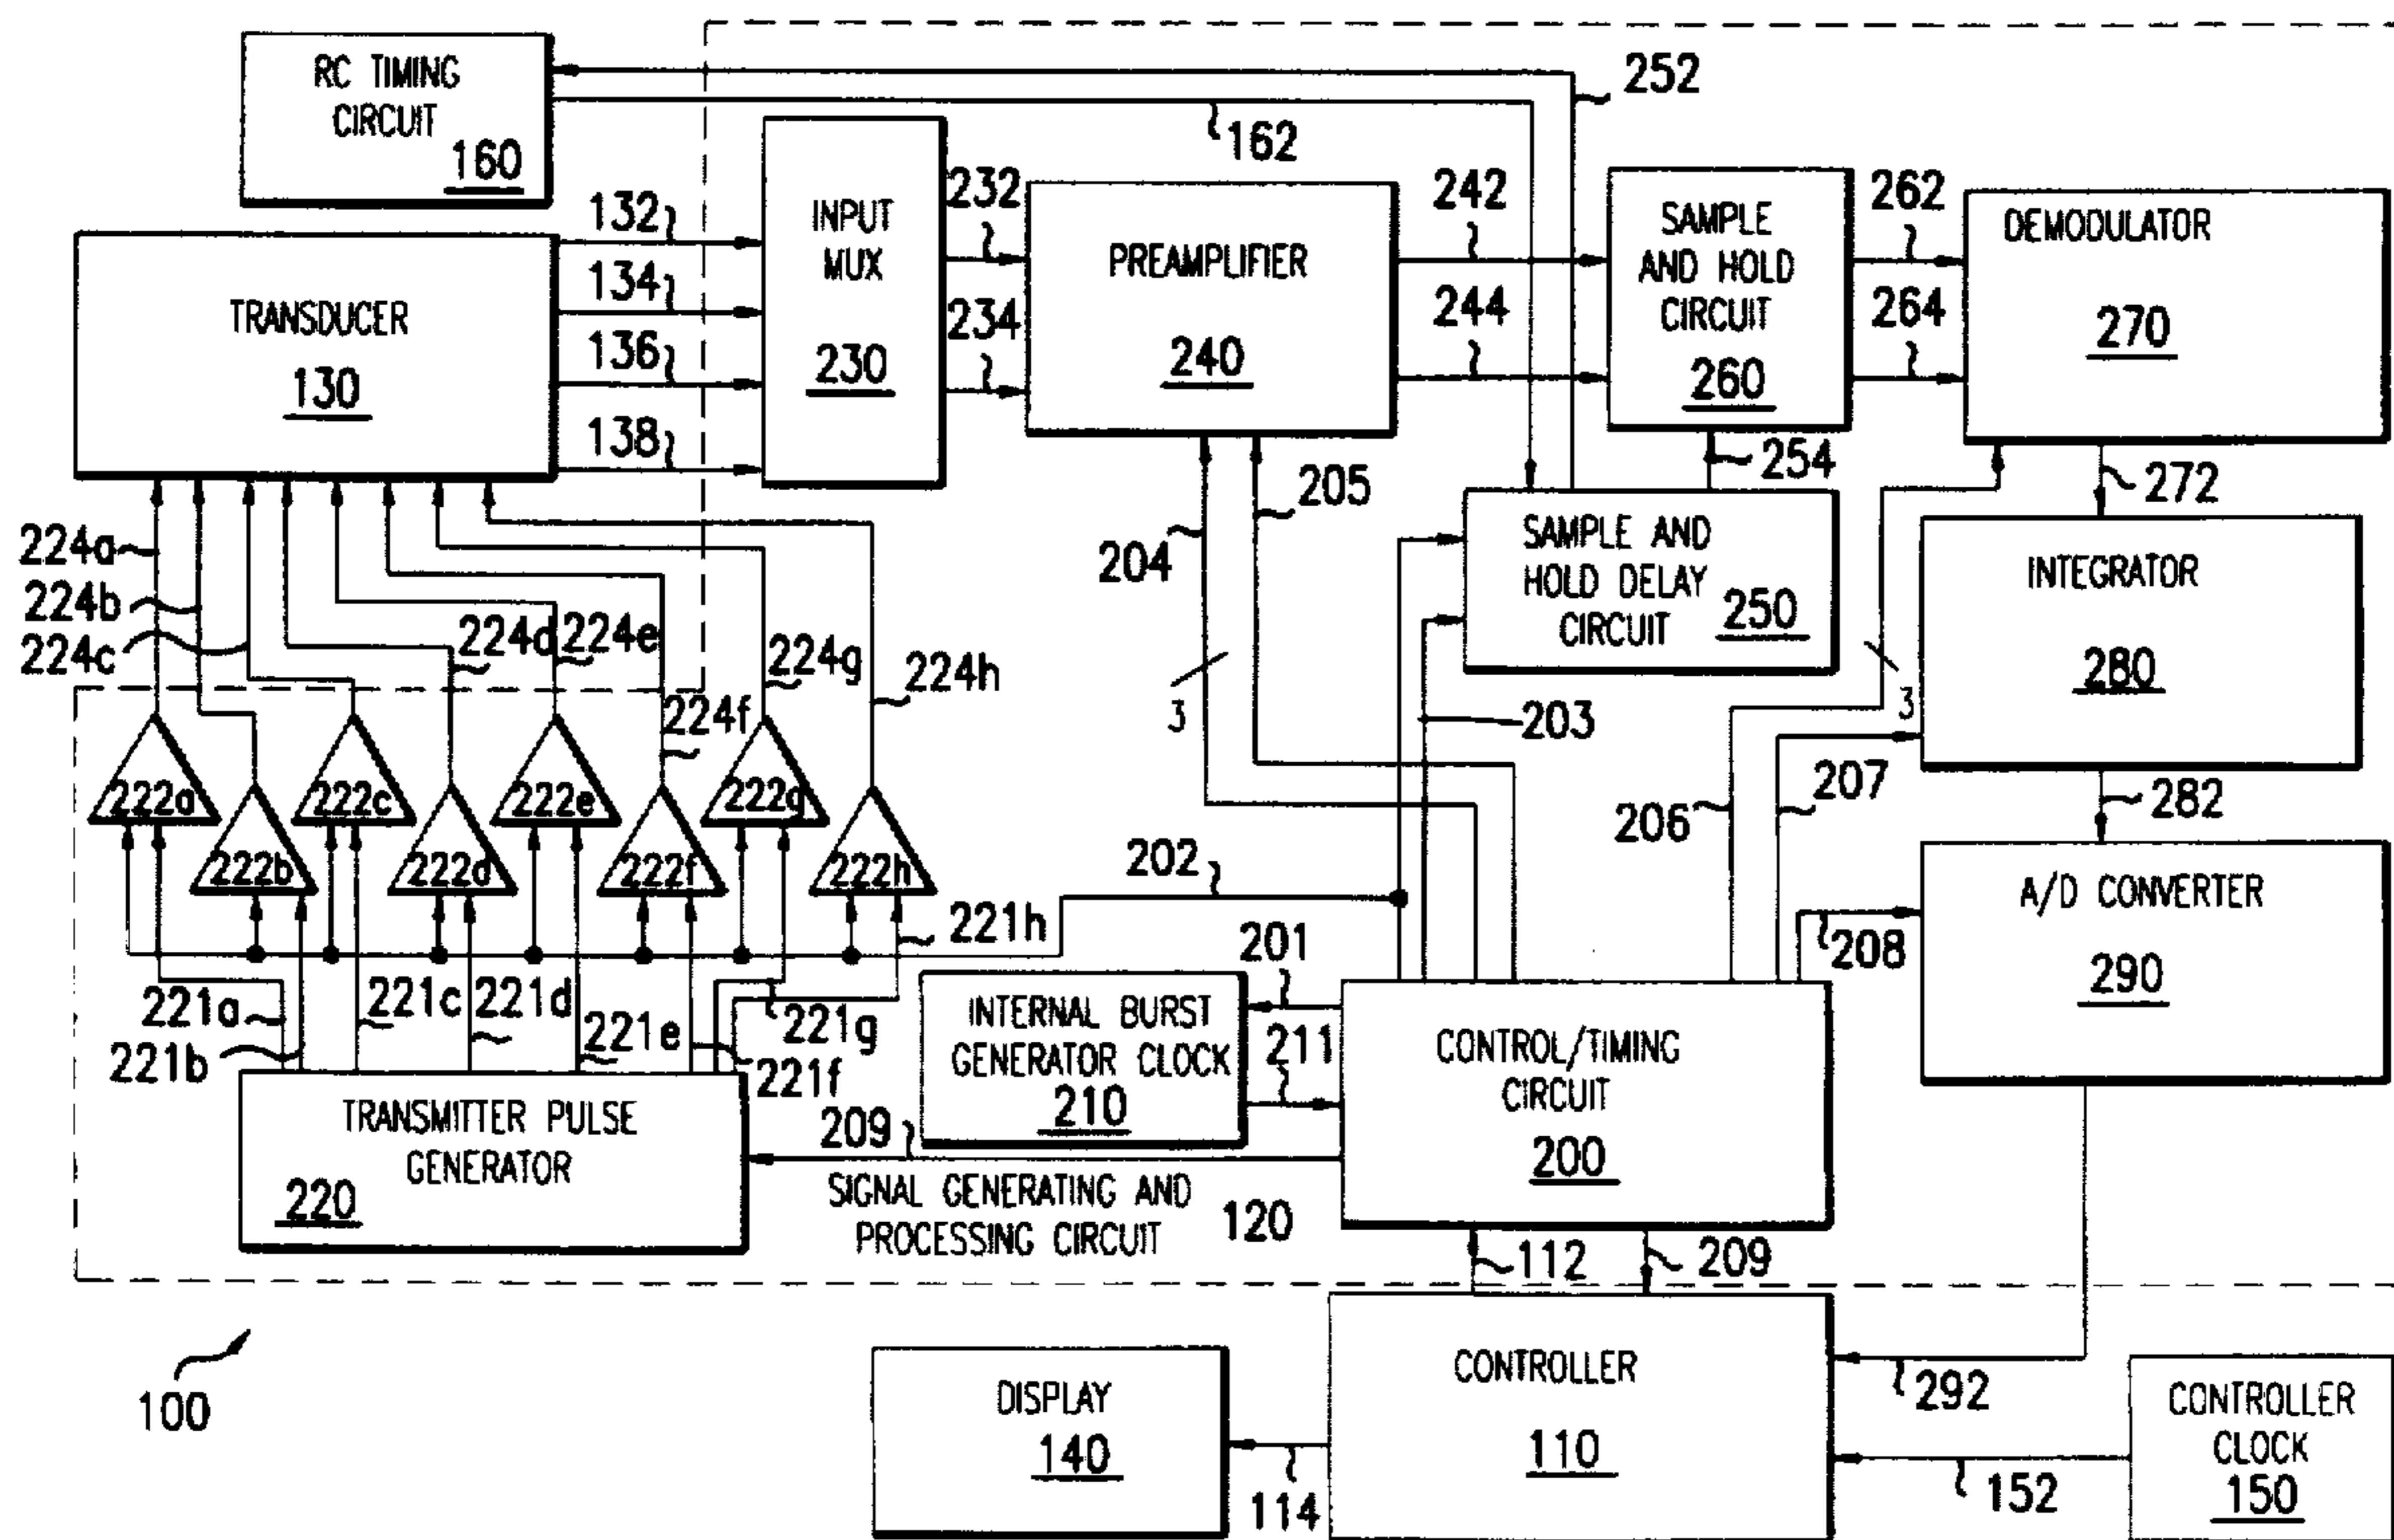 RC TIMING
CIRCUIT
160
252
162
TRANSDUCER
130
132
134
136
138
INPUT
MUX
230
232
234
PREAMPLIFIER
240
242
244
SAMPLE
AND HOLD
CIRCUIT
260
262
264
DEMODULATOR
270
254
272
204
205
3
SAMPLE AND
HOLD DELAY
CIRCUIT
250
203
INTEGRATOR
280
3
206
207
282
224a
224b
224c
224d
224e
224f
224g
224h
222a
222b
222c
222d
222e
222f
222g
222h
202
A/D CONVERTER
290
208
221a
221b
221c
221d
221e
221f
221g
221h
201
211
INTERNAL BURST
GENERATOR CLOCK
210
CONTROL/TIMING
CIRCUIT
200
TRANSMITTER PULSE
GENERATOR
220
209
SIGNAL GENERATING AND
PROCESSING CIRCUIT
120
112
209
100
DISPLAY
140
114
CONTROLLER
110
292
152
CONTROLLER
CLOCK
150